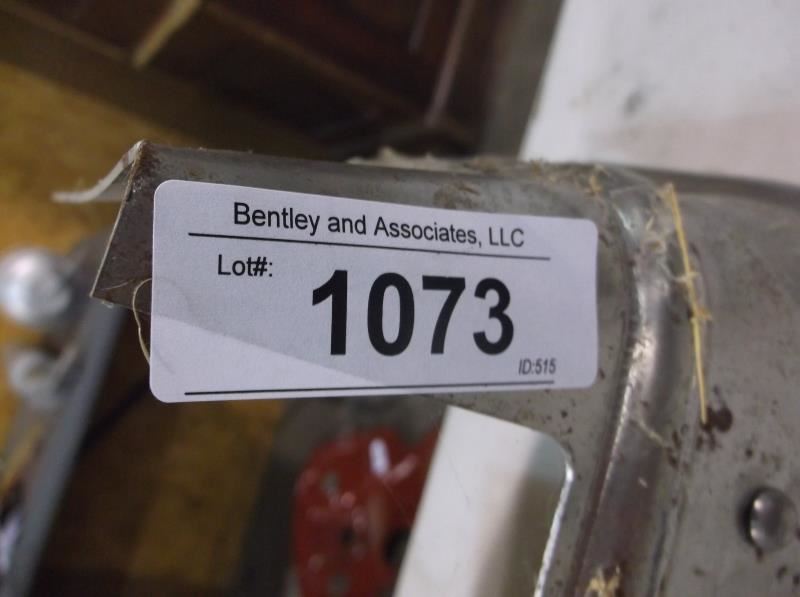 Bentley and Associates, LLC
Lot#: 1073
ID:515